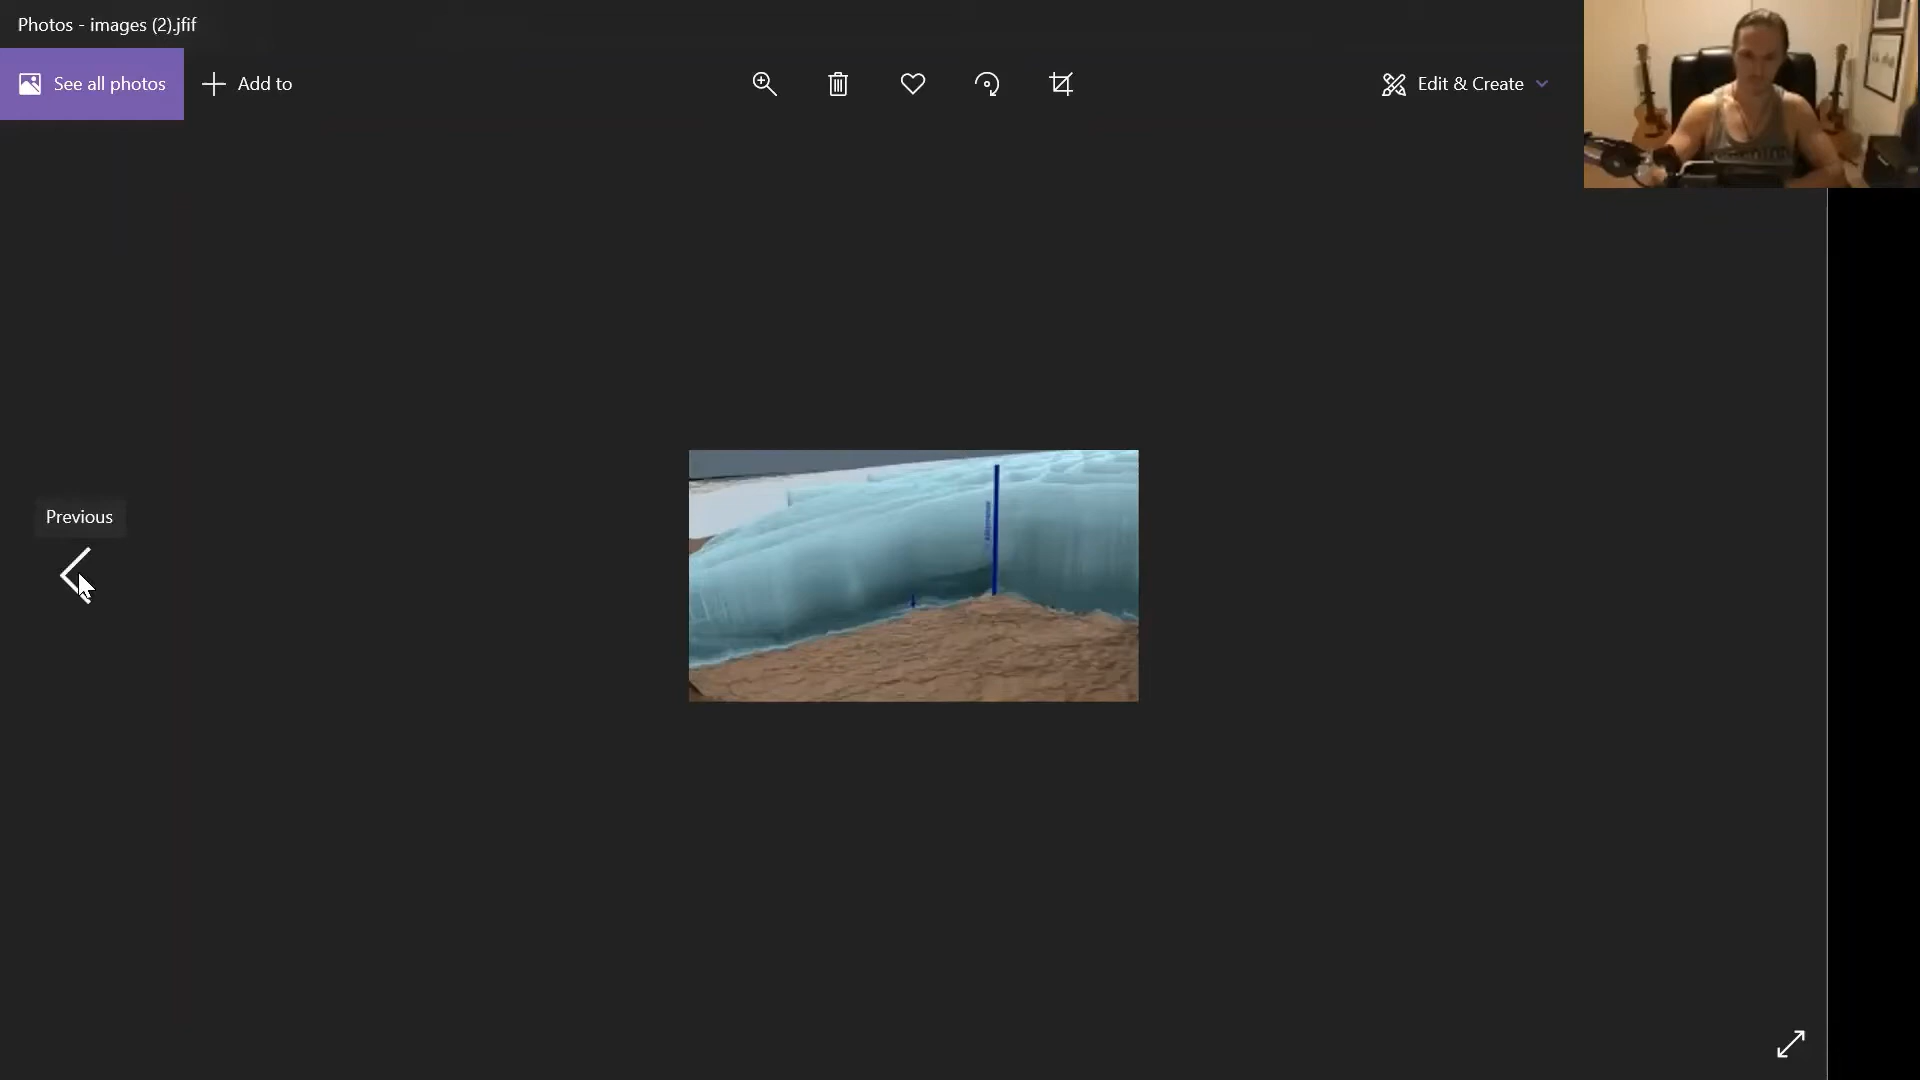 Photos - images (2).jfif
See all photos
Add to
Edit & Create
Previous